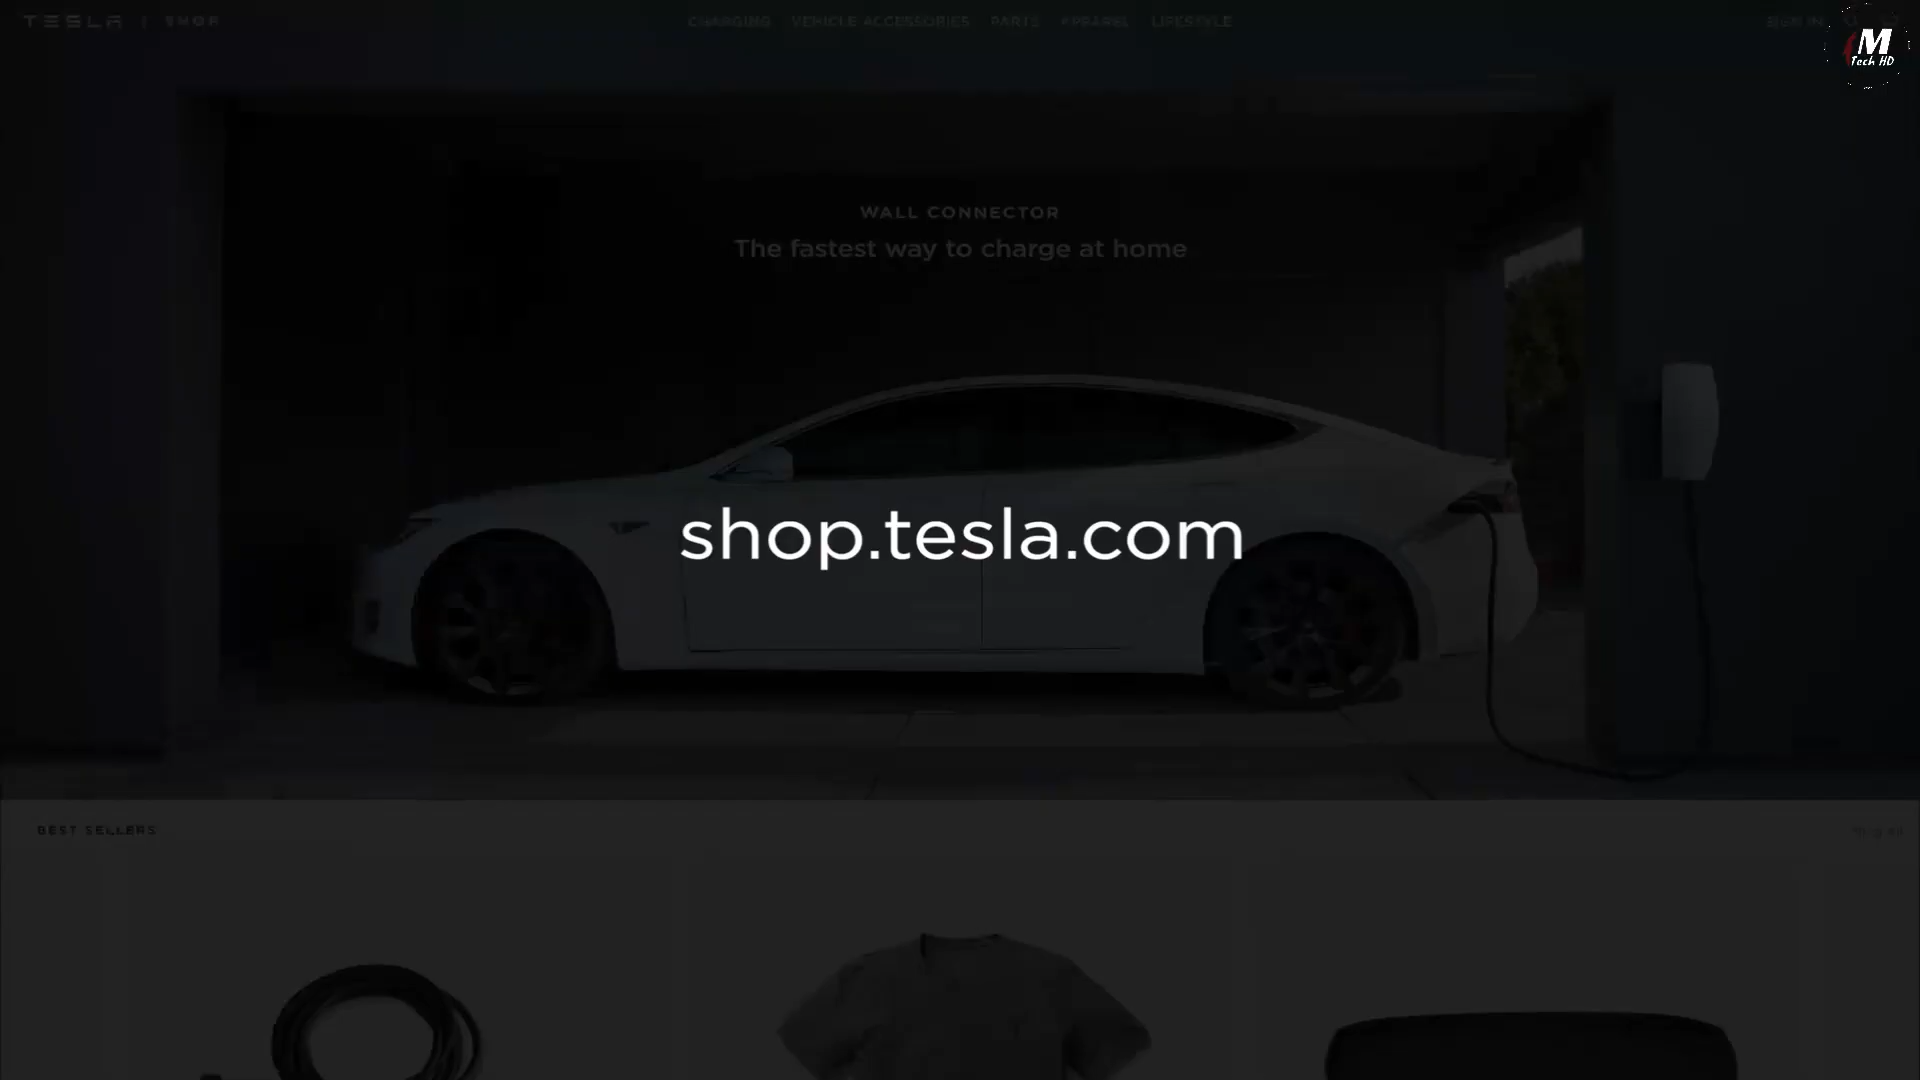 TESLA | SHOP
CHARGING VEHICLE ACCESSORIES PARTS APPAREL LIFESTYLE
SIGN IN
M
Tech HD
WALL CONNECTOR
The fastest way to charge at home
shop.tesla.com
BEST SELLERS